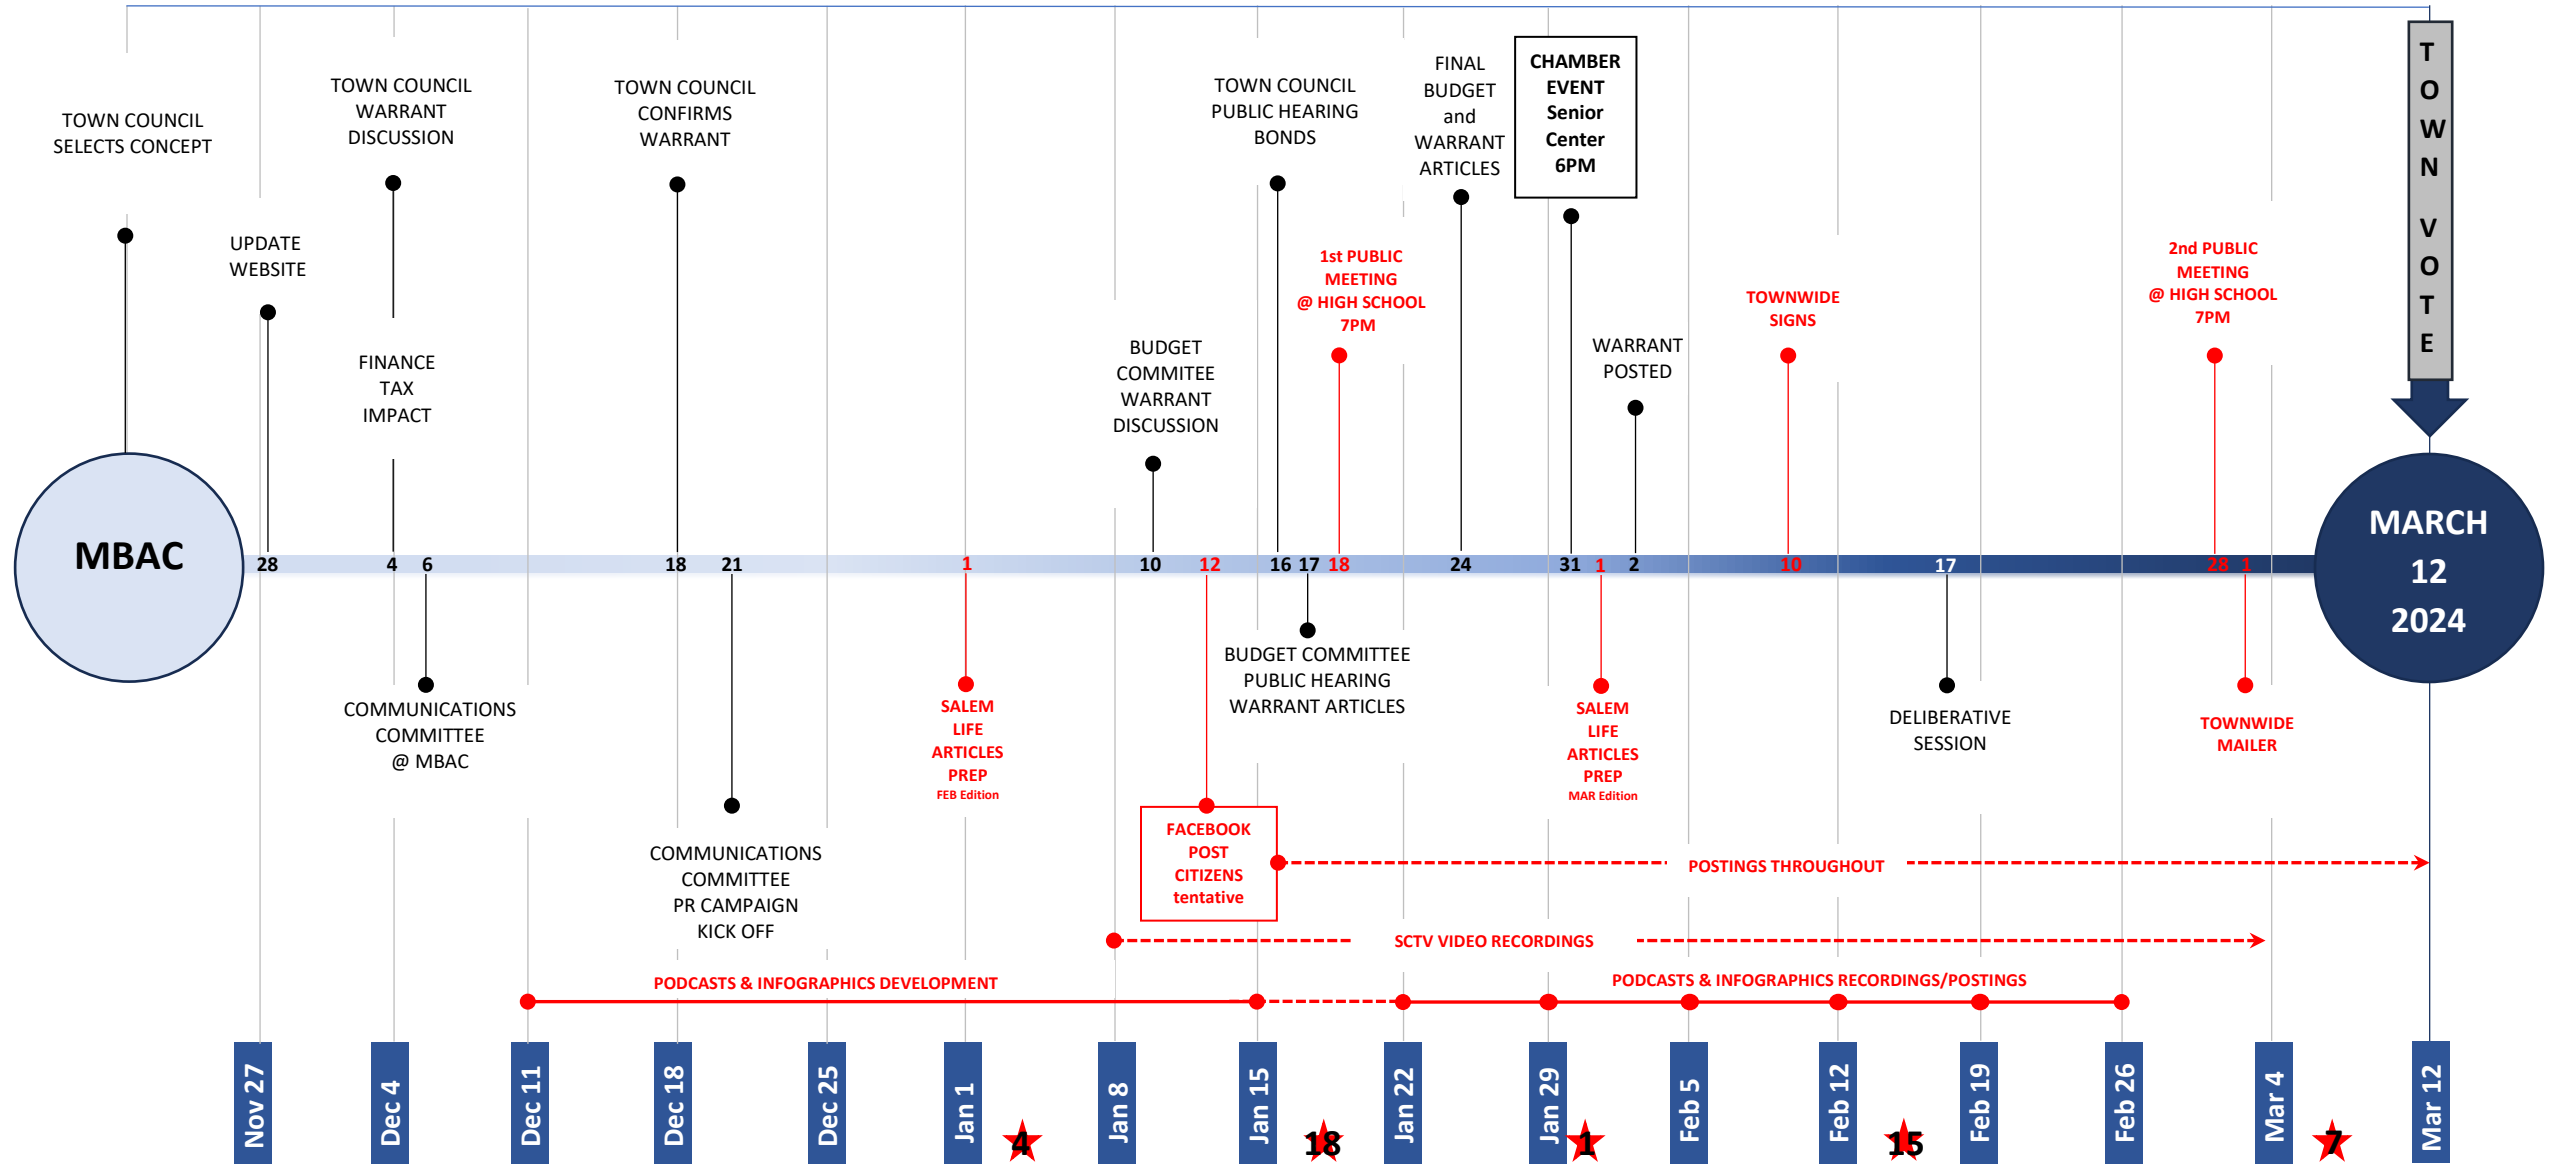 TOWN COUNCIL
SELECTS CONCEPT
UPDATE
WEBSITE
TOWN COUNCIL
WARRANT
DISCUSSION
FINANCE
TAX
IMPACT
TOWN COUNCIL
CONFIRMS
WARRANT
BUDGET
COMMITEE
WARRANT
DISCUSSION
TOWN COUNCIL
PUBLIC HEARING
BONDS
1st PUBLIC
MEETING
@ HIGH SCHOOL
7PM
FINAL
BUDGET
and
WARRANT
ARTICLES
CHAMBER
EVENT
Senior
Center
6PM
WARRANT
POSTED
TOWNWIDE
SIGNS
2nd PUBLIC
MEETING
@ HIGH SCHOOL
7PM
TOWN VOTE
MBAC
28 4 6 18 21 1 10 12 16 17 18 24 31 1 2 10 17 28 1
MARCH
12
2024
COMMUNICATIONS
COMMITTEE
@ MBAC
COMMUNICATIONS
COMMITTEE
PR CAMPAIGN
KICK OFF
SALEM
LIFE
ARTICLES
PREP
FEB Edition
BUDGET COMMITTEE
PUBLIC HEARING
WARRANT ARTICLES
SALEM
LIFE
ARTICLES
PREP
MAR Edition
DELIBERATIVE
SESSION
TOWNWIDE
MAILER
FACEBOOK
POST
CITIZENS
tentative
POSTINGS THROUGHOUT
SCTV VIDEO RECORDINGS
PODCASTS & INFOGRAPHICS DEVELOPMENT
PODCASTS & INFOGRAPHICS RECORDINGS/POSTINGS
Nov 27
Dec 4
Dec 11
Dec 18
Dec 25
Jan 1
4
Jan 8
Jan 15
18
Jan 22
Jan 29
1
Feb 5
Feb 12
15
Feb 19
Feb 26
Mar 4
7
Mar 12